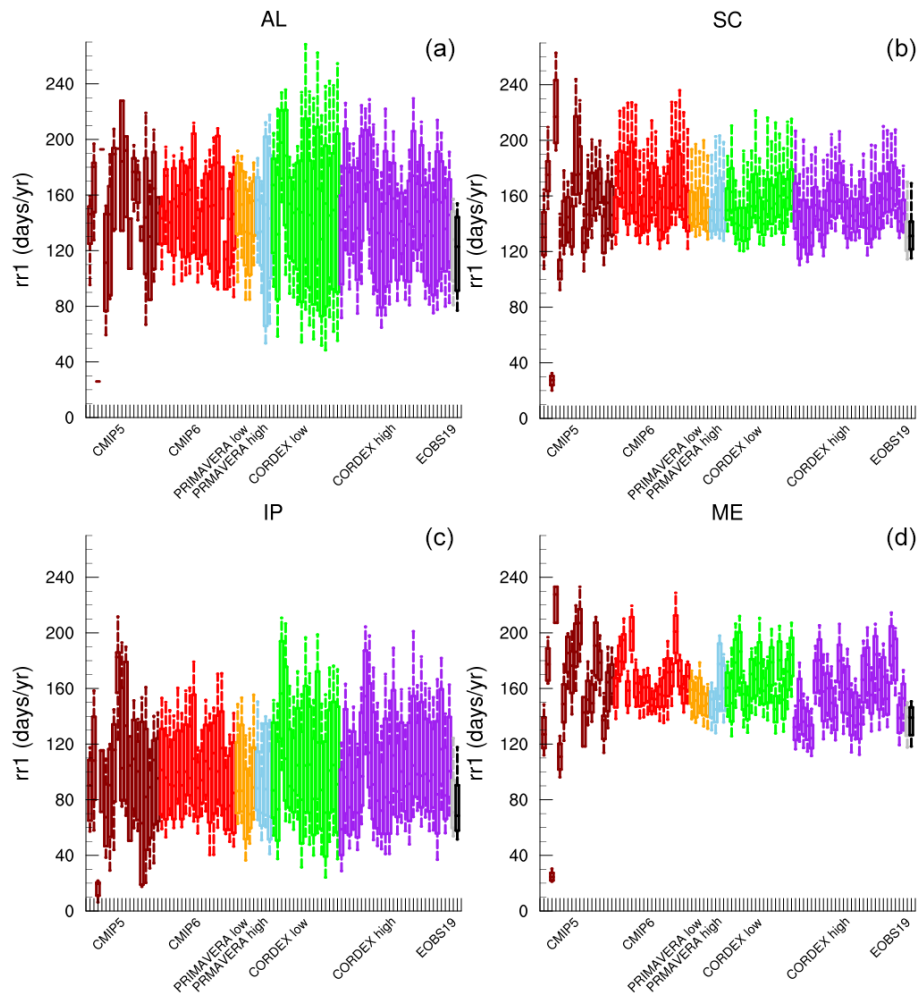 AL
(a)
rr1 (days/yr)
240
200
160
120
80
40
0
CMIP5
CMIP6
PRIMAVERA low
PRMAVERA high
CORDEX low
CORDEX high
EOBS19
SC
(b)
rr1 (days/yr)
240
200
160
120
80
40
0
CMIP5
CMIP6
PRIMAVERA low
PRMAVERA high
CORDEX low
CORDEX high
EOBS19
IP
(c)
rr1 (days/yr)
240
200
160
120
80
40
0
CMIP5
CMIP6
PRIMAVERA low
PRMAVERA high
CORDEX low
CORDEX high
EOBS19
ME
(d)
rr1 (days/yr)
240
200
160
120
80
40
0
CMIP5
CMIP6
PRIMAVERA low
PRMAVERA high
CORDEX low
CORDEX high
EOBS19